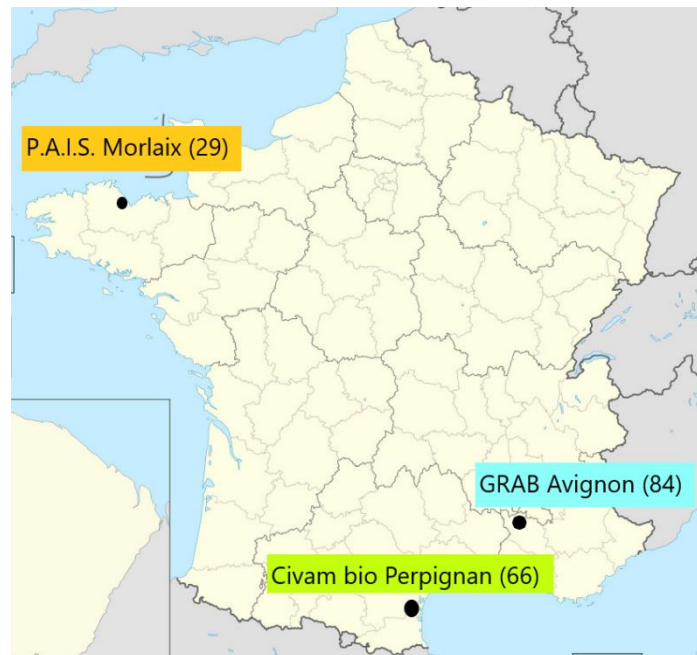 P.A.I.S. Morlaix (29)
GRAB Avignon (84)
Civam bio Perpignan (66)